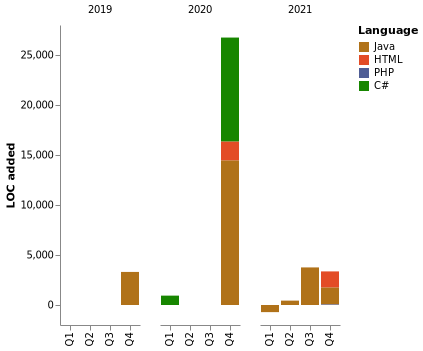 2019 2020 2021
Language
Java
HTML
PHP
C#
LOC added
25,000
20,000
15,000
10,000
5,000
0
Q1 Q2 Q3 Q4 Q1 Q2 Q3 Q4 Q1 Q2 Q3 Q4